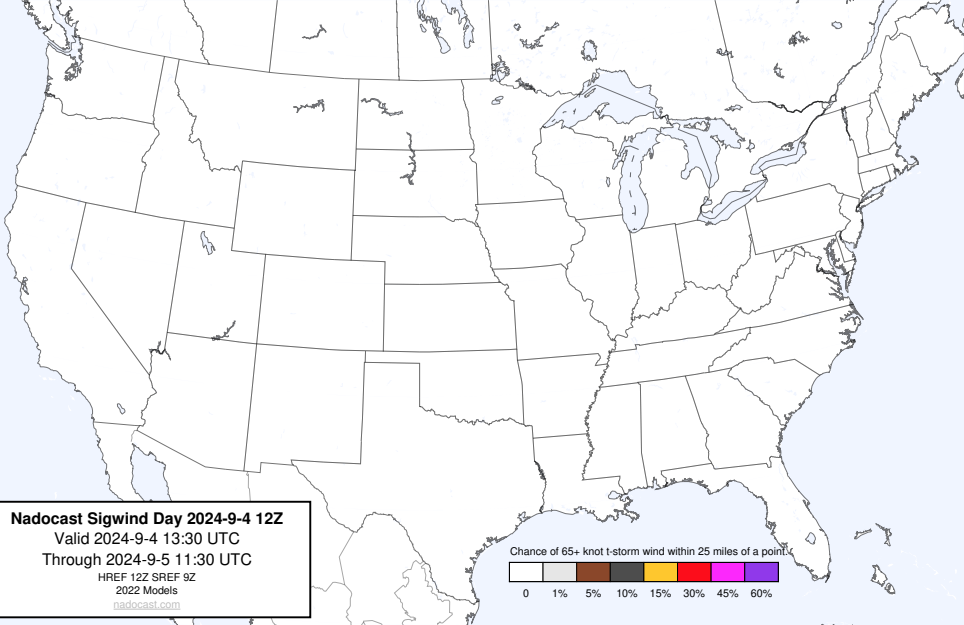 Nadocast Sigwind Day 2024-9-4 12Z
Valid 2024-9-4 13:30 UTC
Through 2024-9-5 11:30 UTC
HREF 12Z SREF 9Z
2022 Models
nadocast.com
Chance of 65+ knot t-storm wind within 25 miles of a point.
0 1% 5% 10% 15% 30% 45% 60%